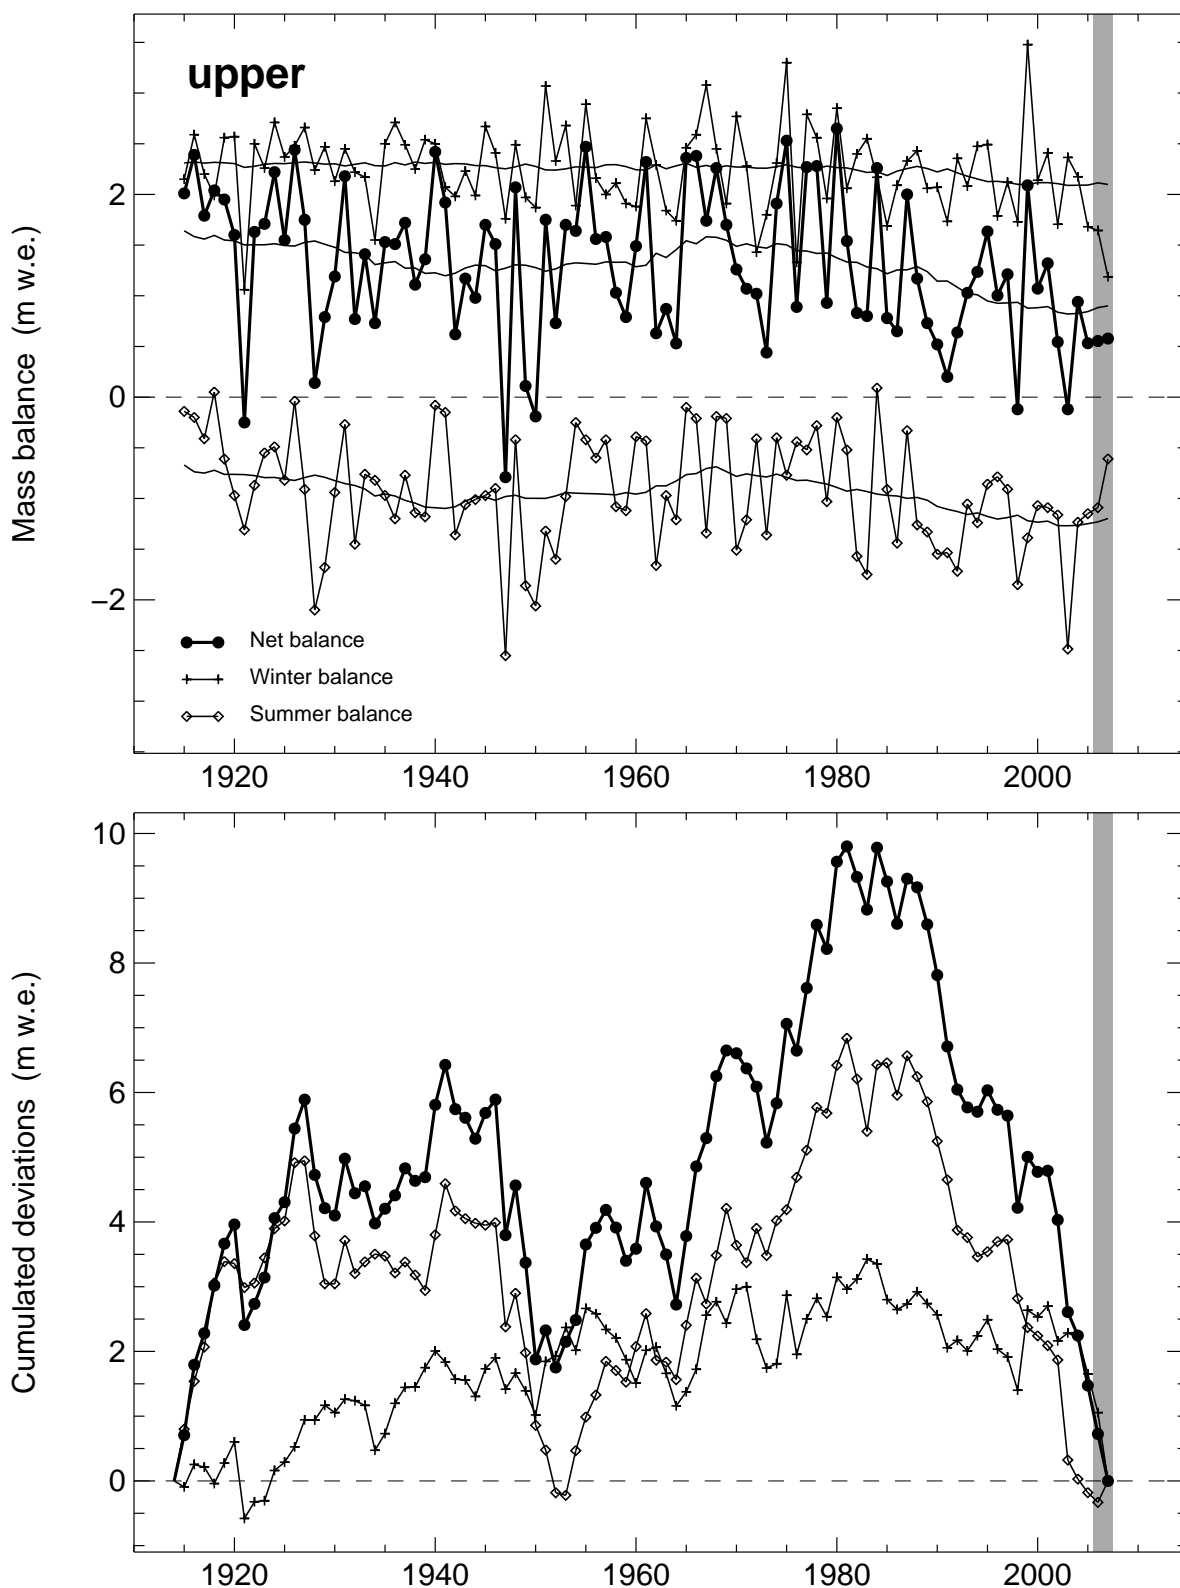 upper
Mass balance (m w.e.)
2
0
−2
Net balance
Winter balance
Summer balance
1920 1940 1960 1980 2000
Cumulated deviations (m w.e.)
10
8
6
4
2
0
1920 1940 1960 1980 2000